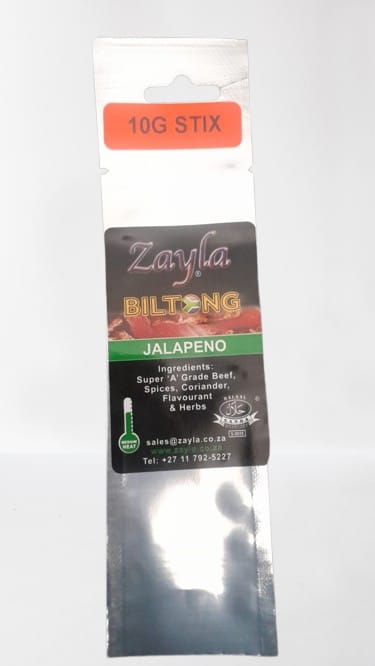 10G STIX
Zayla®
BILTONG
JALAPENO
Ingredients:
Super 'A' Grade Beef,
Spices, Coriander,
Flavourant
& Herbs
HALAAL
MEDIUM
HEAT
sales@zayla.co.za
www.zayla.co.za
Tel: +27 11 792-5227